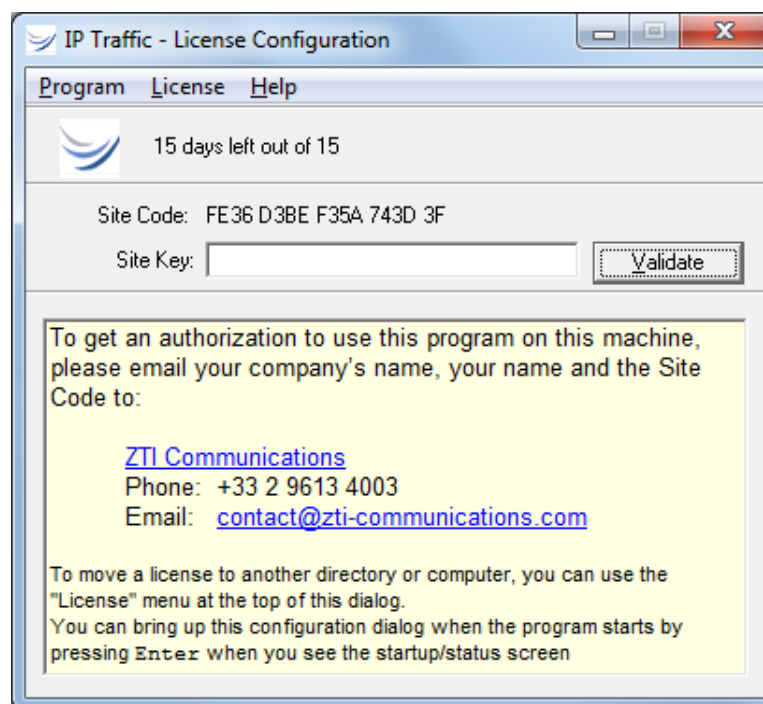 IP Traffic - License Configuration
Program License Help
15 days left out of 15
Site Code: FE36 D3BE F35A 743D 3F
Site Key:
Validate
To get an authorization to use this program on this machine,
please email your company's name, your name and the Site
Code to:
ZTI Communications
Phone: +33 2 9613 4003
Email: contact@zti-communications.com
To move a license to another directory or computer, you can use the
"License" menu at the top of this dialog.
You can bring up this configuration dialog when the program starts by
pressing Enter when you see the startup/status screen